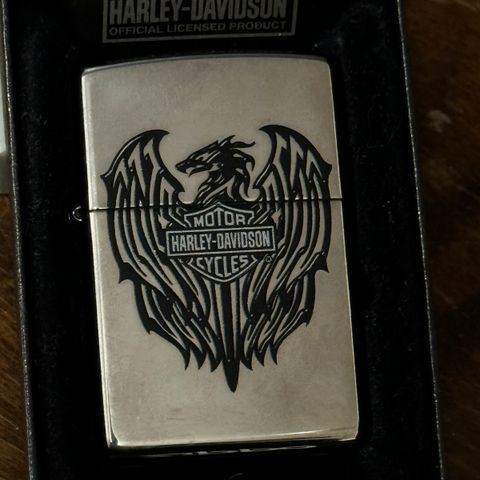 HARLEY-DAVIDSON
OFFICIAL LICENSED PRODUCT
MOTOR
HARLEY-DAVIDSON
CYCLES